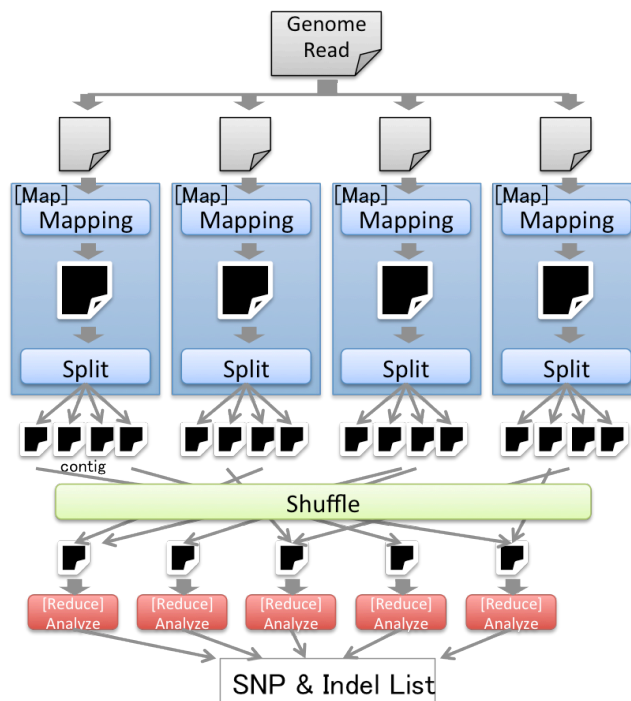 Genome
Read
[Map]
[Map]
[Map]
[Map]
Mapping
Mapping
Mapping
Mapping
Split
Split
Split
Split
contig
Shuffle
[Reduce]
Analyze
[Reduce]
Analyze
[Reduce]
Analyze
[Reduce]
Analyze
[Reduce]
Analyze
SNP & Indel List